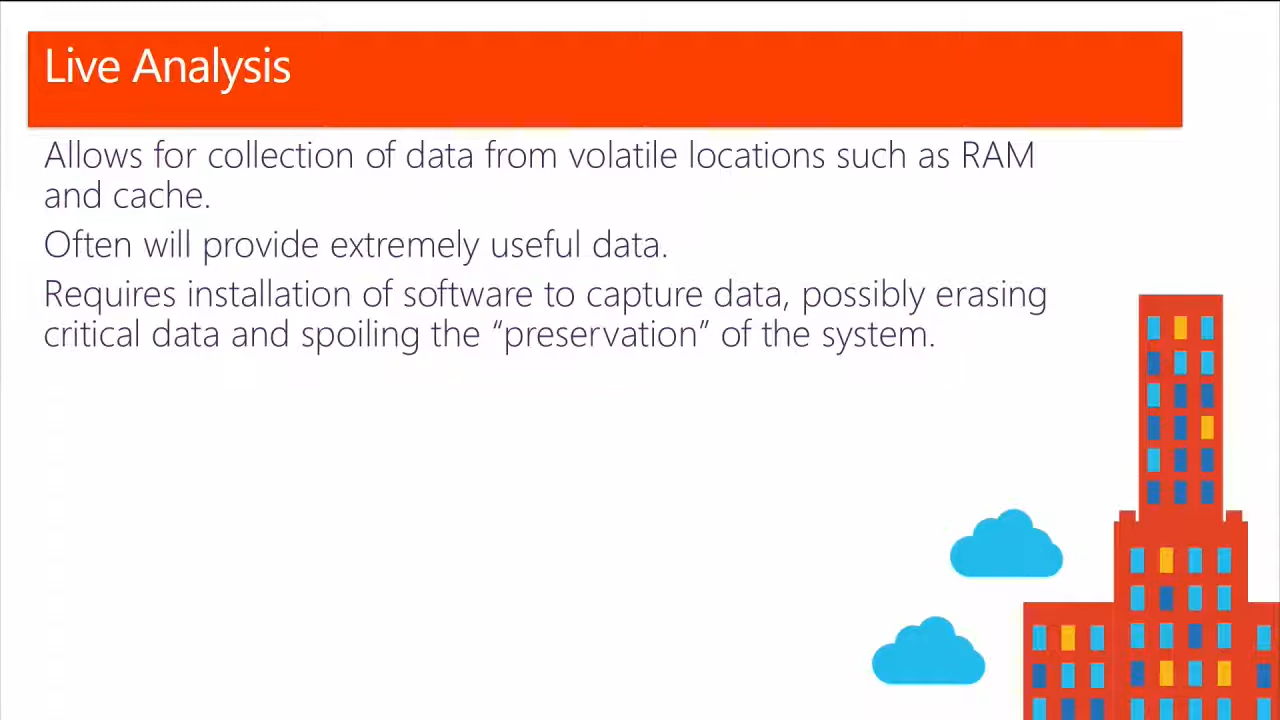 Live Analysis
Allows for collection of data from volatile locations such as RAM
and cache.
Often will provide extremely useful data.
Requires installation of software to capture data, possibly erasing
critical data and spoiling the “preservation” of the system.